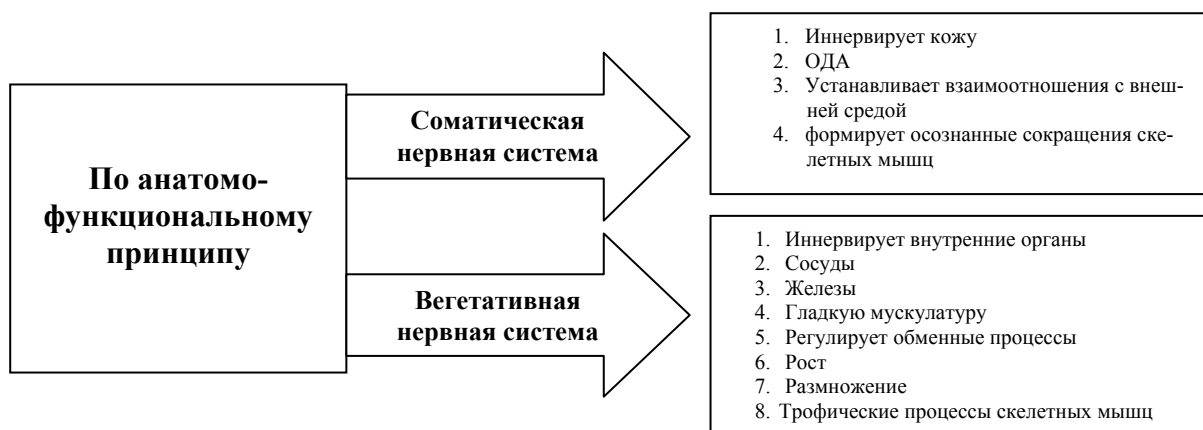 По анатомо-
функциональному
принципу
Соматическая
нервная система
1. Иннервирует кожу
2. ОДА
3. Устанавливает взаимоотношения с внеш-
ней средой
4. формирует осознанные сокращения ске-
летных мышц
Вегетативная
нервная система
1. Иннервирует внутренние органы
2. Сосуды
3. Железы
4. Гладкую мускулатуру
5. Регулирует обменные процессы
6. Рост
7. Размножение
8. Трофические процессы скелетных мышц